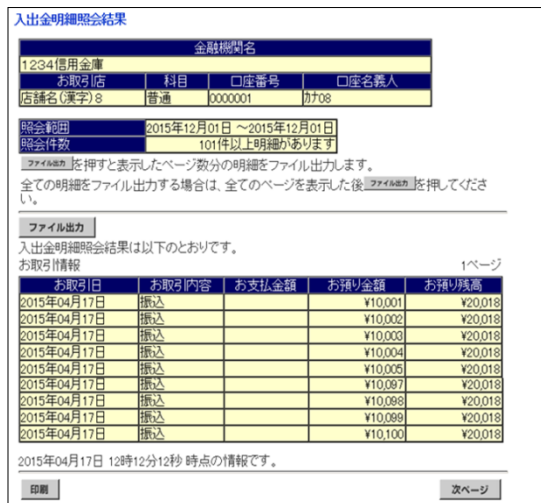 入出金明細照会結果
金融機関名
1234信用金庫
お取引店 科目 口座番号 口座名義人
店舗名(漢字)8 普通 0000001 カナ08
照会範囲 2015年12月01日 ～2015年12月01日
照会件数 101件以上明細があります
ファイル出力 を押すと表示したページ数分の明細をファイル出力します。
全ての明細をファイル出力する場合は、全てのページを表示した後 ファイル出力 を押してくださ
い。
ファイル出力
入出金明細照会結果は以下のとおりです。
お取引情報 1ページ
お取引日 お取引内容 お支払金額 お預り金額 お預り残高
2015年04月17日 振込 ¥10,001 ¥20,018
2015年04月17日 振込 ¥10,002 ¥20,018
2015年04月17日 振込 ¥10,003 ¥20,018
2015年04月17日 振込 ¥10,004 ¥20,018
2015年04月17日 振込 ¥10,005 ¥20,018
2015年04月17日 振込 ¥10,097 ¥20,018
2015年04月17日 振込 ¥10,098 ¥20,018
2015年04月17日 振込 ¥10,099 ¥20,018
2015年04月17日 振込 ¥10,100 ¥20,018
2015年04月17日 12時12分12秒 時点の情報です。
印刷 次ページ